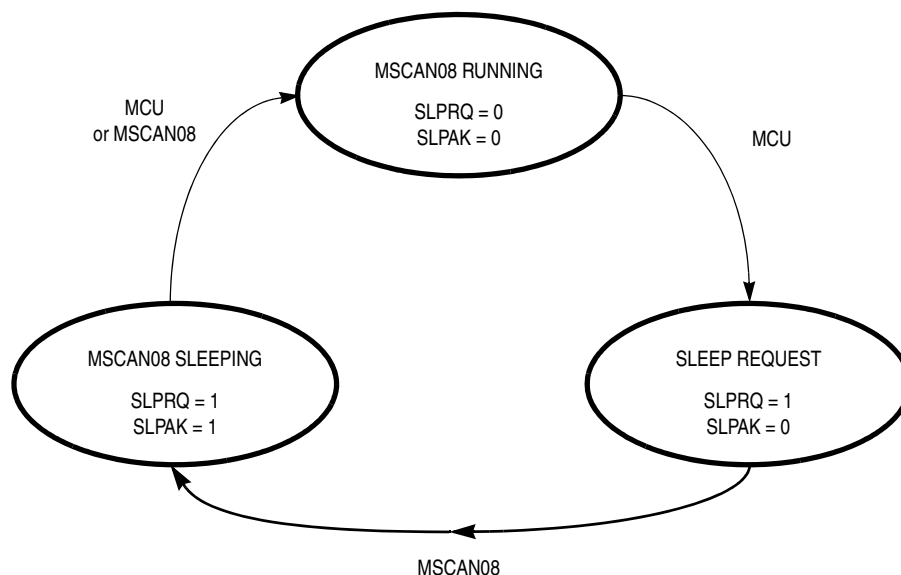 MSCAN08 RUNNING
SLPRQ = 0
SLPAK = 0
MCU
or MSCAN08
MCU
MSCAN08 SLEEPING
SLPRQ = 1
SLPAK = 1
SLEEP REQUEST
SLPRQ = 1
SLPAK = 0
MSCAN08